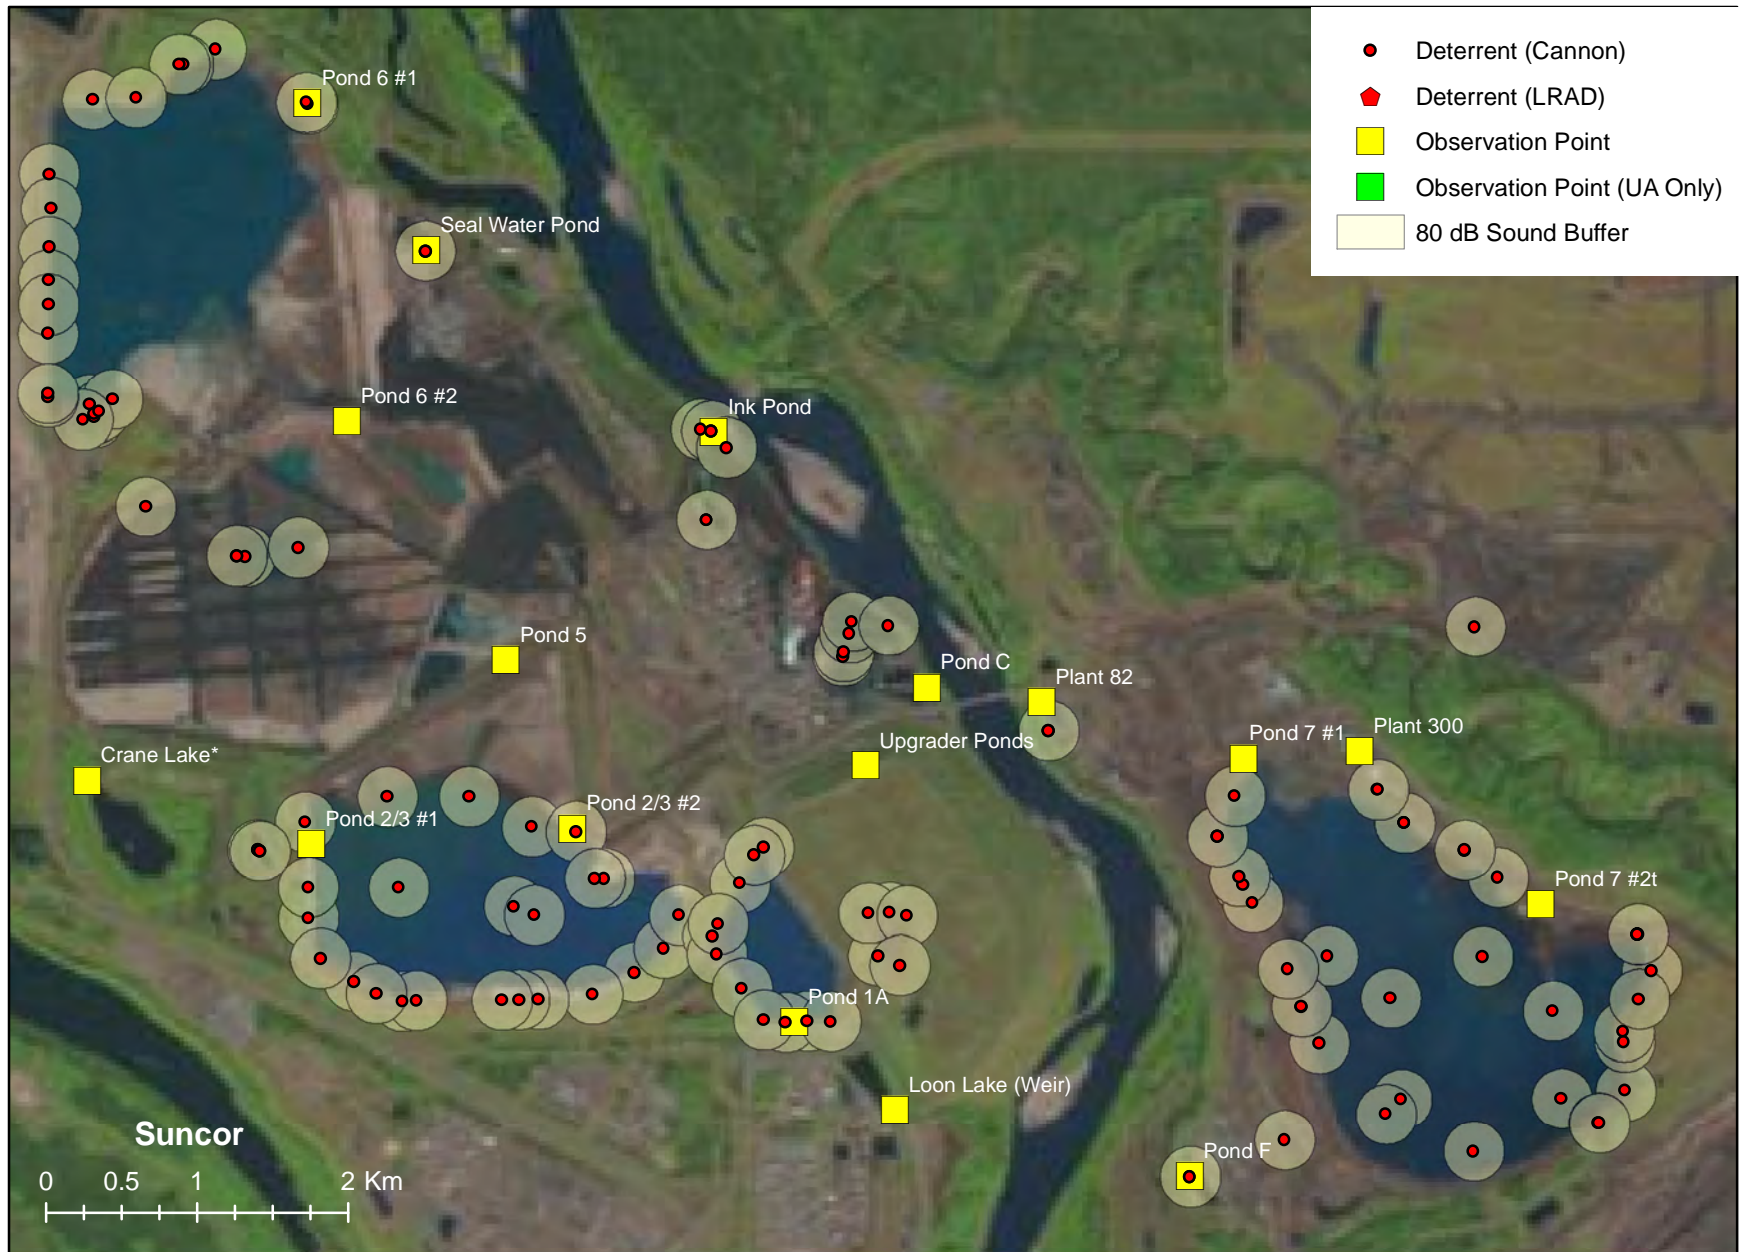 Deterrent (Cannon)
Deterrent (LRAD)
Observation Point
Observation Point (UA Only)
80 dB Sound Buffer
Pond 6 #1
Seal Water Pond
Pond 6 #2
Ink Pond
Pond 5
Pond C
Plant 82
Crane Lake*
Upgrader Ponds
Pond 7 #1
Plant 300
Pond 2/3 #1
Pond 2/3 #2
Pond 7 #2t
Pond 1A
Loon Lake (Weir)
Suncor
Pond F
0 0.5 1 2 Km